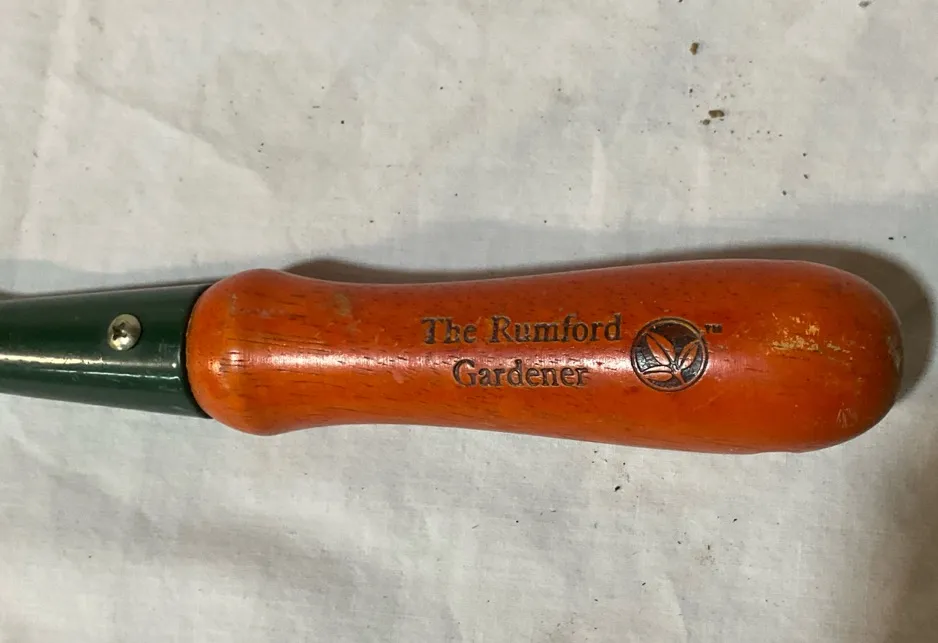 The Rumford
Gardener
™